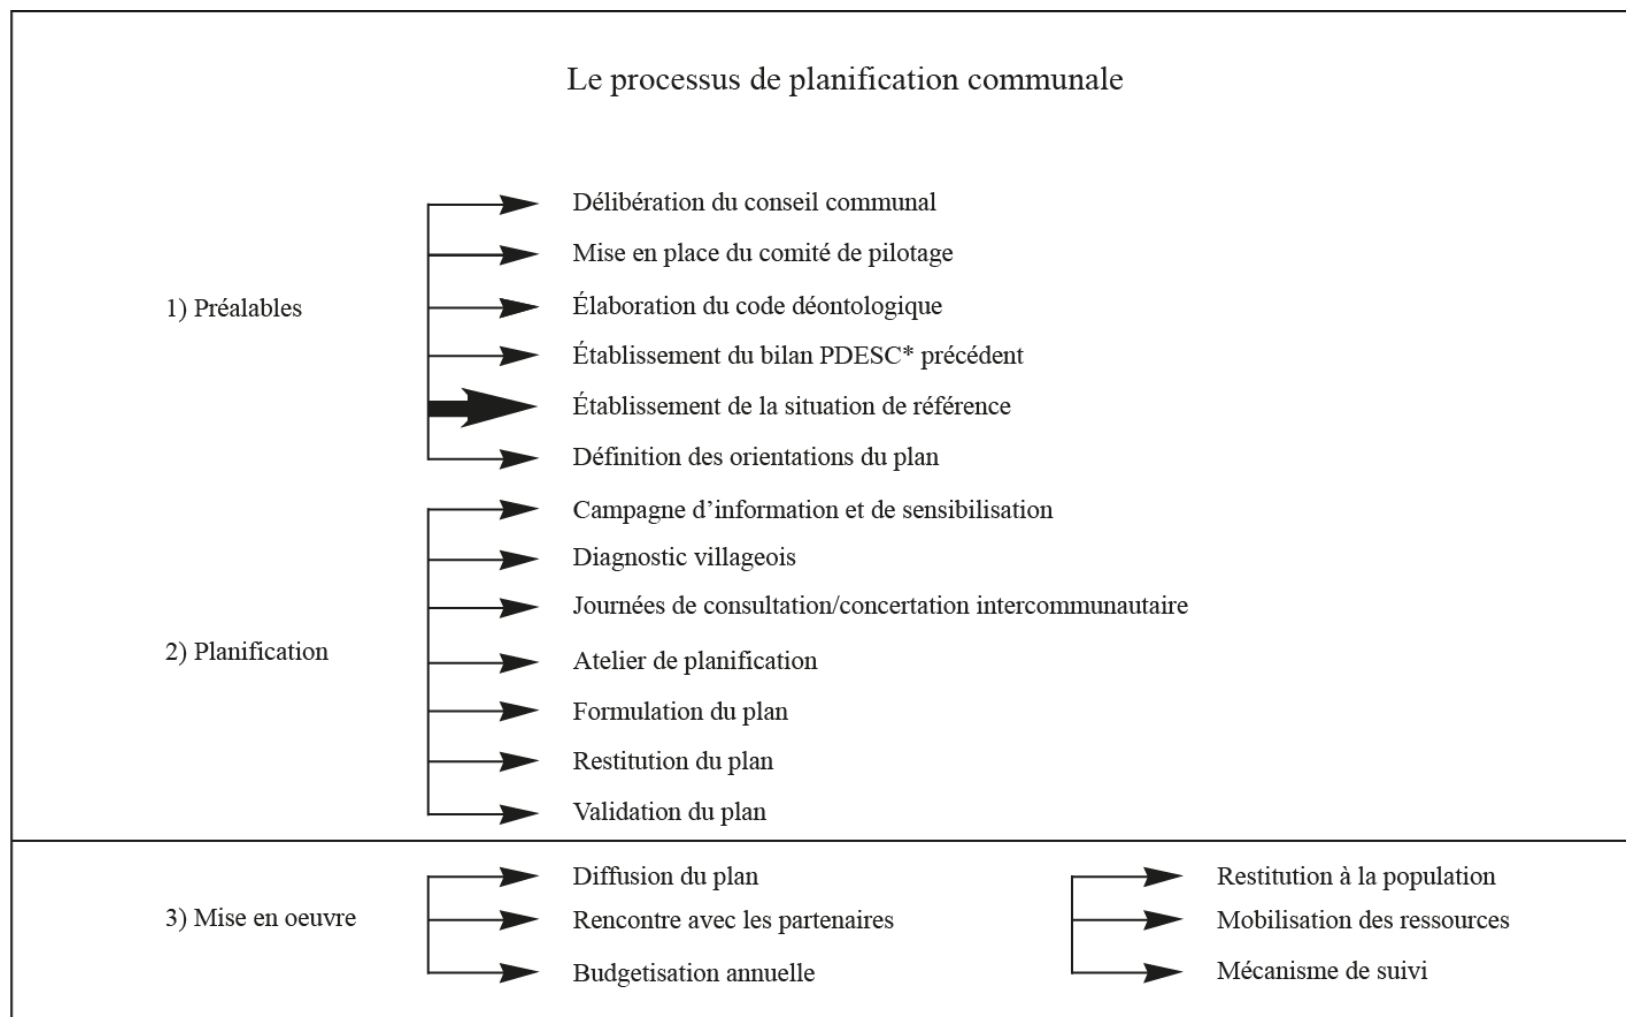 Le processus de planification communale
1) Préalables
Délibération du conseil communal
Mise en place du comité de pilotage
Élaboration du code déontologique
Établissement du bilan PDESC* précédent
Établissement de la situation de référence
Définition des orientations du plan
2) Planification
Campagne d’information et de sensibilisation
Diagnostic villageois
Journées de consultation/concertation intercommunautaire
Atelier de planification
Formulation du plan
Restitution du plan
Validation du plan
3) Mise en oeuvre
Diffusion du plan
Rencontre avec les partenaires
Budgetisation annuelle
Restitution à la population
Mobilisation des ressources
Mécanisme de suivi